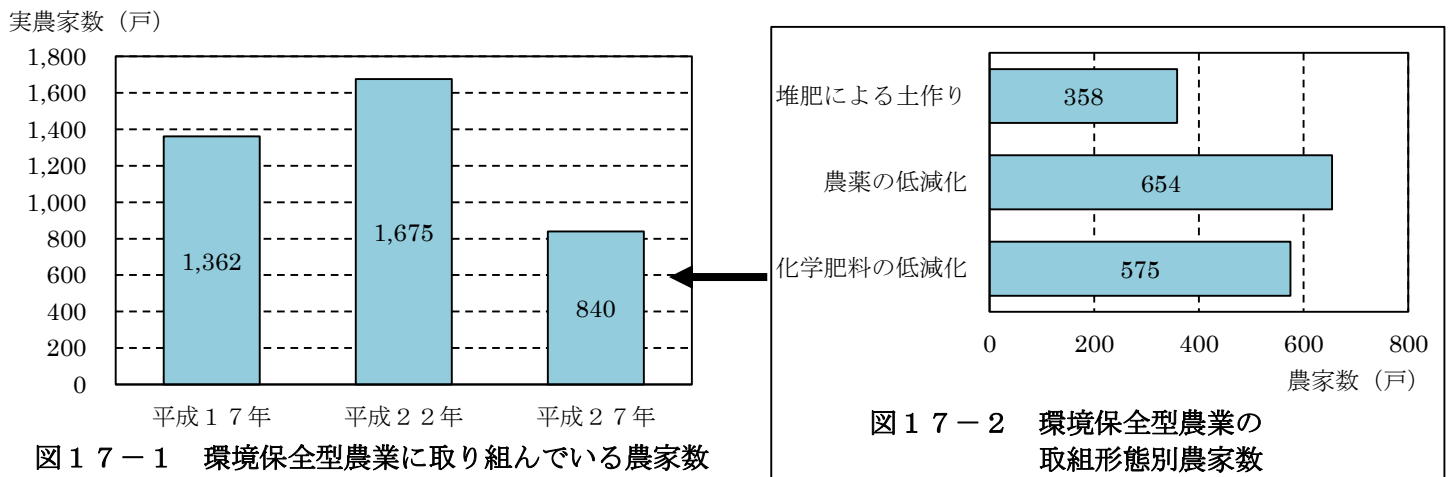 実農家数（戸）
1,800
1,600
1,400
1,200
1,000
800
600
400
200
0
1,362
1,675
840
平成１７年
平成２２年
平成２７年
図１７－１　環境保全型農業に取り組んでいる農家数
堆肥による土作り
358
農薬の低減化
654
化学肥料の低減化
575
0
200
400
600
800
農家数（戸）
図１７－２　環境保全型農業の
取組形態別農家数